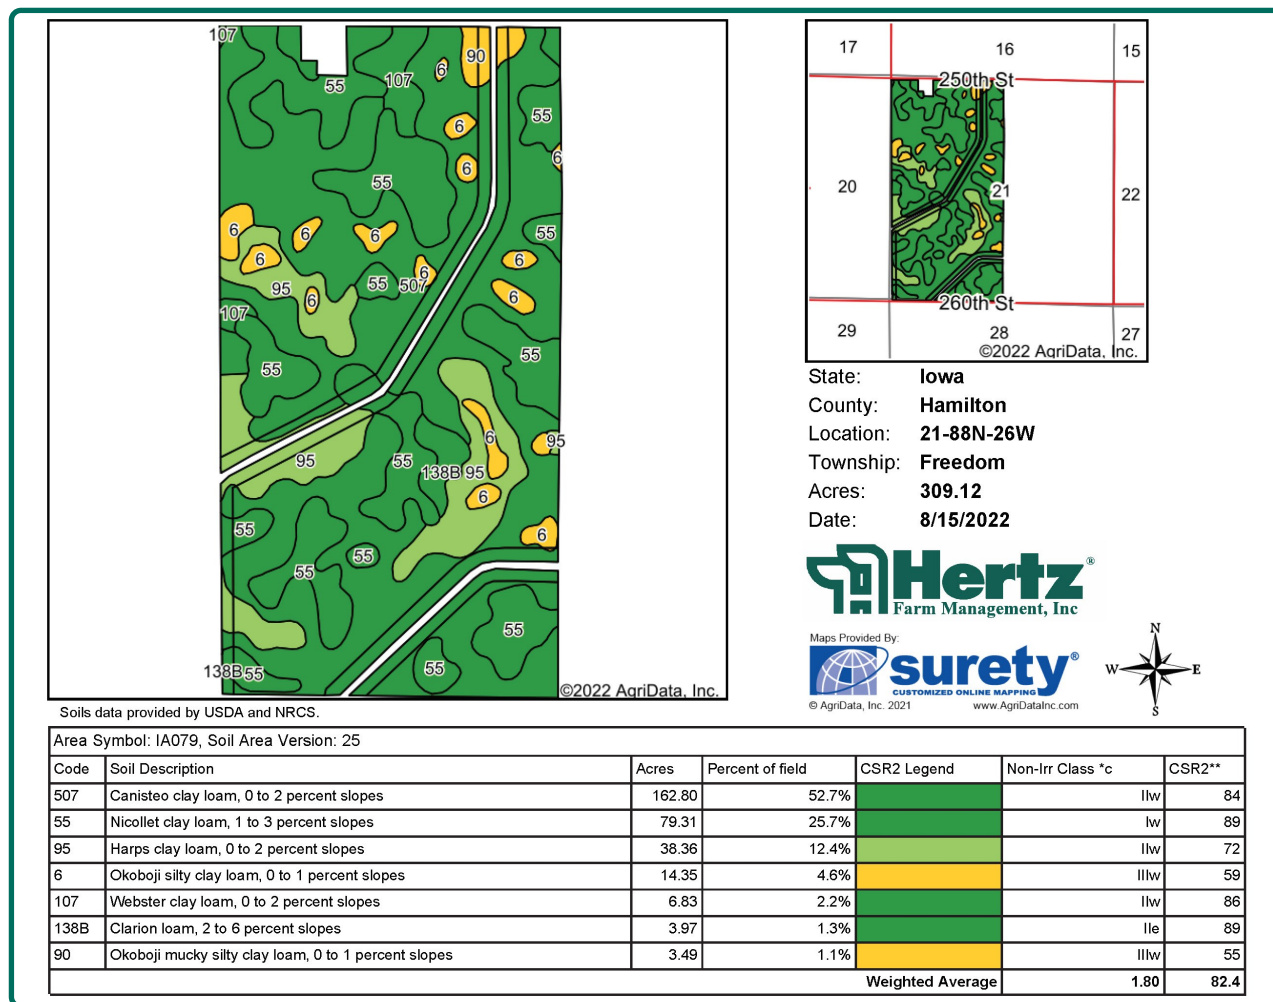 107
90
6
55
107
55
6
6
6
55
6
6
6
55
6
6
55
507
6
6
95
6
6
107
55
55
95
6
95
55
138B 95
6
55
6
55
55
55
138B 55
55
©2022 AgriData, Inc.
Soils data provided by USDA and NRCS.
17
16
15
250th St
20
21
22
260th St
29
28
27
©2022 AgriData, Inc.
State: Iowa
County: Hamilton
Location: 21-88N-26W
Township: Freedom
Acres: 309.12
Date: 8/15/2022
Hertz®
Farm Management, Inc
Maps Provided By:
surety®
CUSTOMIZED ONLINE MAPPING
© AgriData, Inc. 2021 www.AgriDataInc.com
N
W E
S
Area Symbol: IA079, Soil Area Version: 25
Code Soil Description Acres Percent of field CSR2 Legend Non-Irr Class *c CSR2**
507 Canisteo clay loam, 0 to 2 percent slopes 162.80 52.7% IIw 84
55 Nicollet clay loam, 1 to 3 percent slopes 79.31 25.7% Iw 89
95 Harps clay loam, 0 to 2 percent slopes 38.36 12.4% IIw 72
6 Okoboji silty clay loam, 0 to 1 percent slopes 14.35 4.6% IIIw 59
107 Webster clay loam, 0 to 2 percent slopes 6.83 2.2% IIw 86
138B Clarion loam, 2 to 6 percent slopes 3.97 1.3% IIe 89
90 Okoboji mucky silty clay loam, 0 to 1 percent slopes 3.49 1.1% IIIw 55
Weighted Average 1.80 82.4